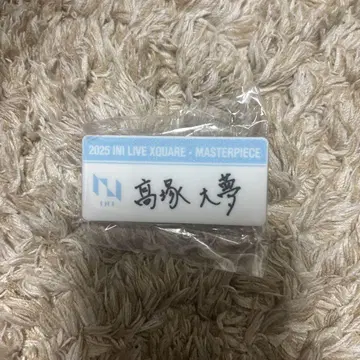 2025 INI LIVE XQUARE - MASTERPIECE
INI
髙塚 大夢